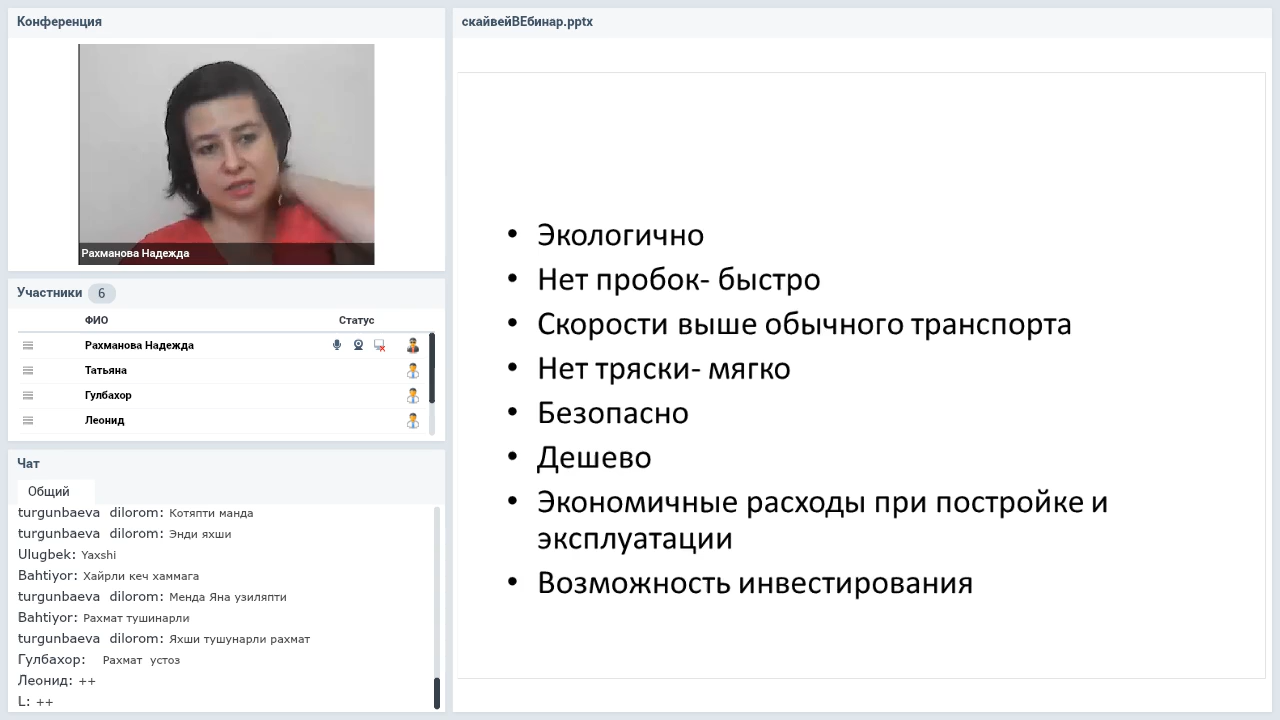 Конференция
Рахманова Надежда
Участники 6
ФИО Статус
Рахманова Надежда
Татьяна
Гулбахор
Леонид
Чат
Общий
turgunbaeva dilorom: Котяпти манда
turgunbaeva dilorom: Энди яхши
Ulugbek: Yaxshi
Bahtiyor: Хайрли кеч хаммага
turgunbaeva dilorom: Менда Яна узиляпти
Bahtiyor: Рахмат тушинарли
turgunbaeva dilorom: Яхши тушунарли рахмат
Гулбахор: Рахмат устоз
Леонид: ++
L: ++
скайвейВЕбинар.pptx
• Экологично
• Нет пробок- быстро
• Скорости выше обычного транспорта
• Нет тряски- мягко
• Безопасно
• Дешево
• Экономичные расходы при постройке и
эксплуатации
• Возможность инвестирования